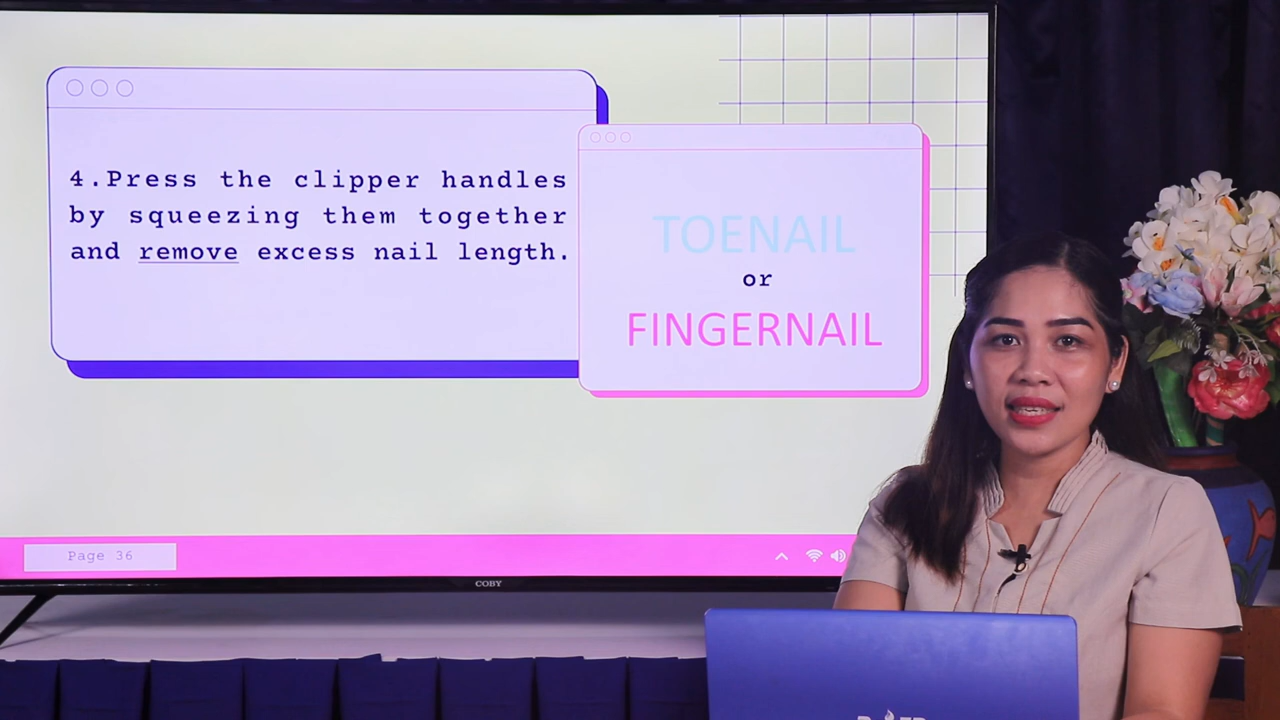 4.Press the clipper handles
by squeezing them together
and remove excess nail length.
TOENAIL
or
FINGERNAIL
Page 36
COBY